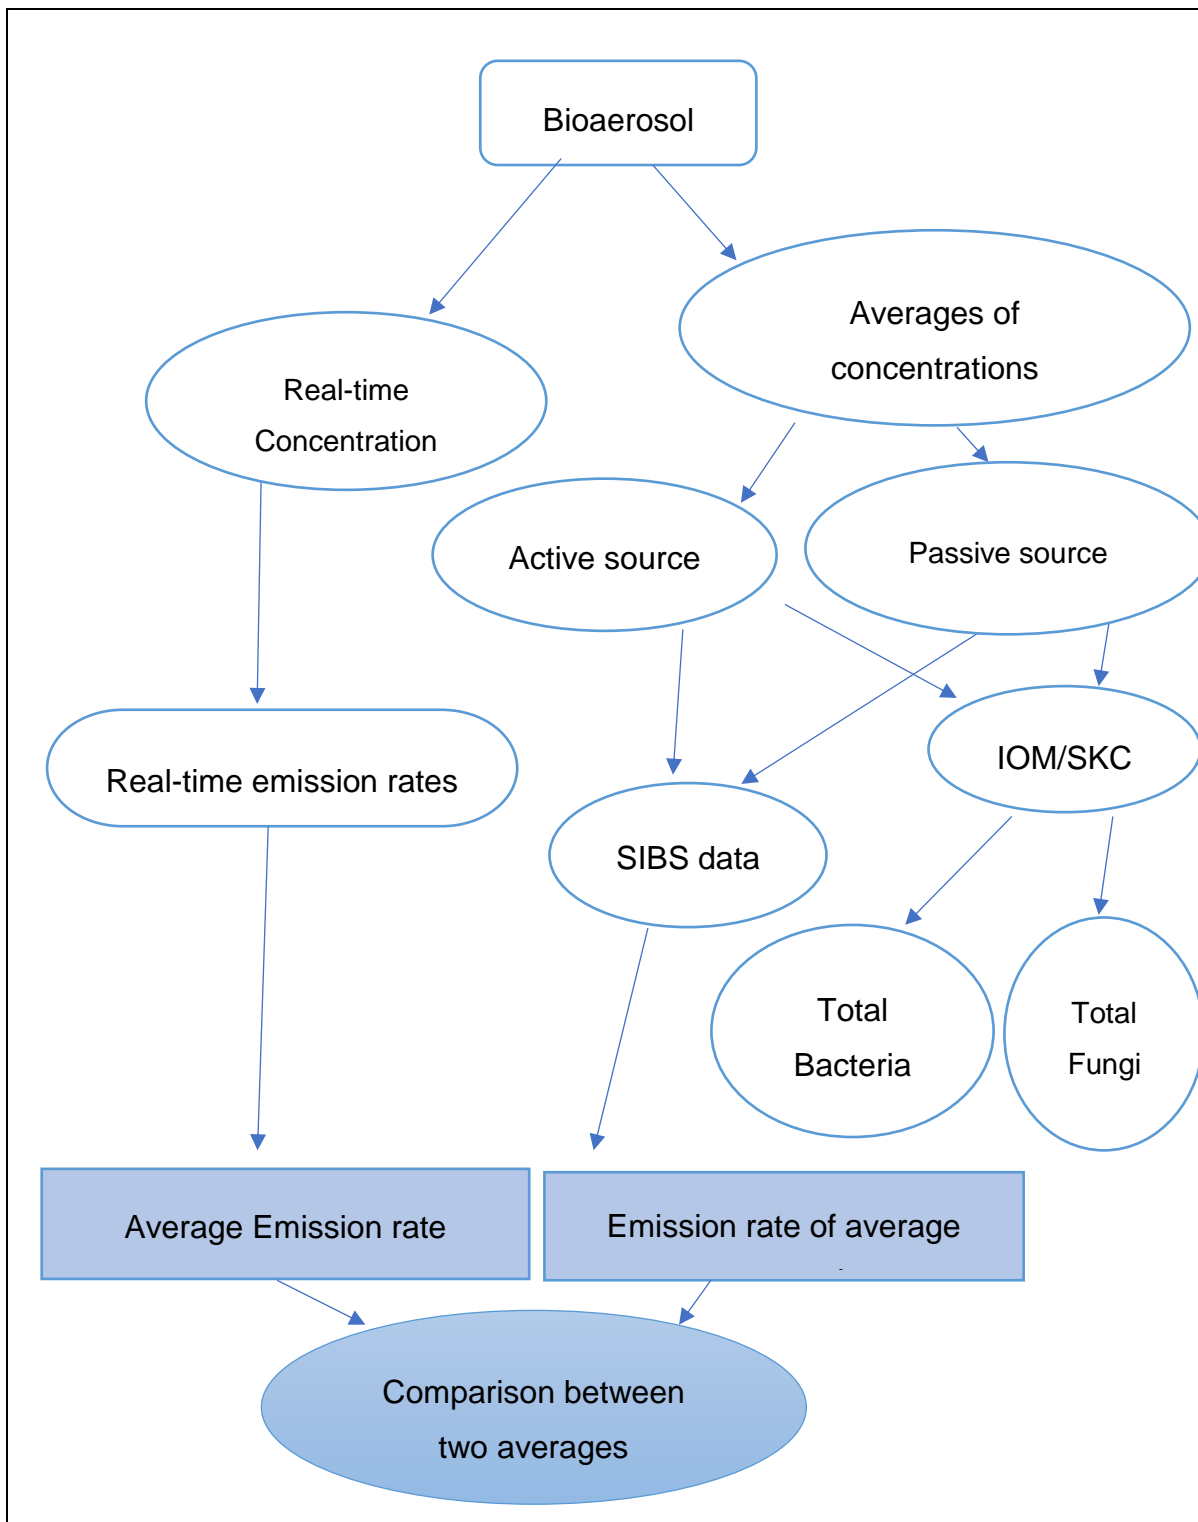 Bioaerosol
Averages of
concentrations
Real-time
Concentration
Active source
Passive source
Real-time emission rates
IOM/SKC
SIBS data
Total
Bacteria
Total
Fungi
Average Emission rate
Emission rate of average
Comparison between
two averages